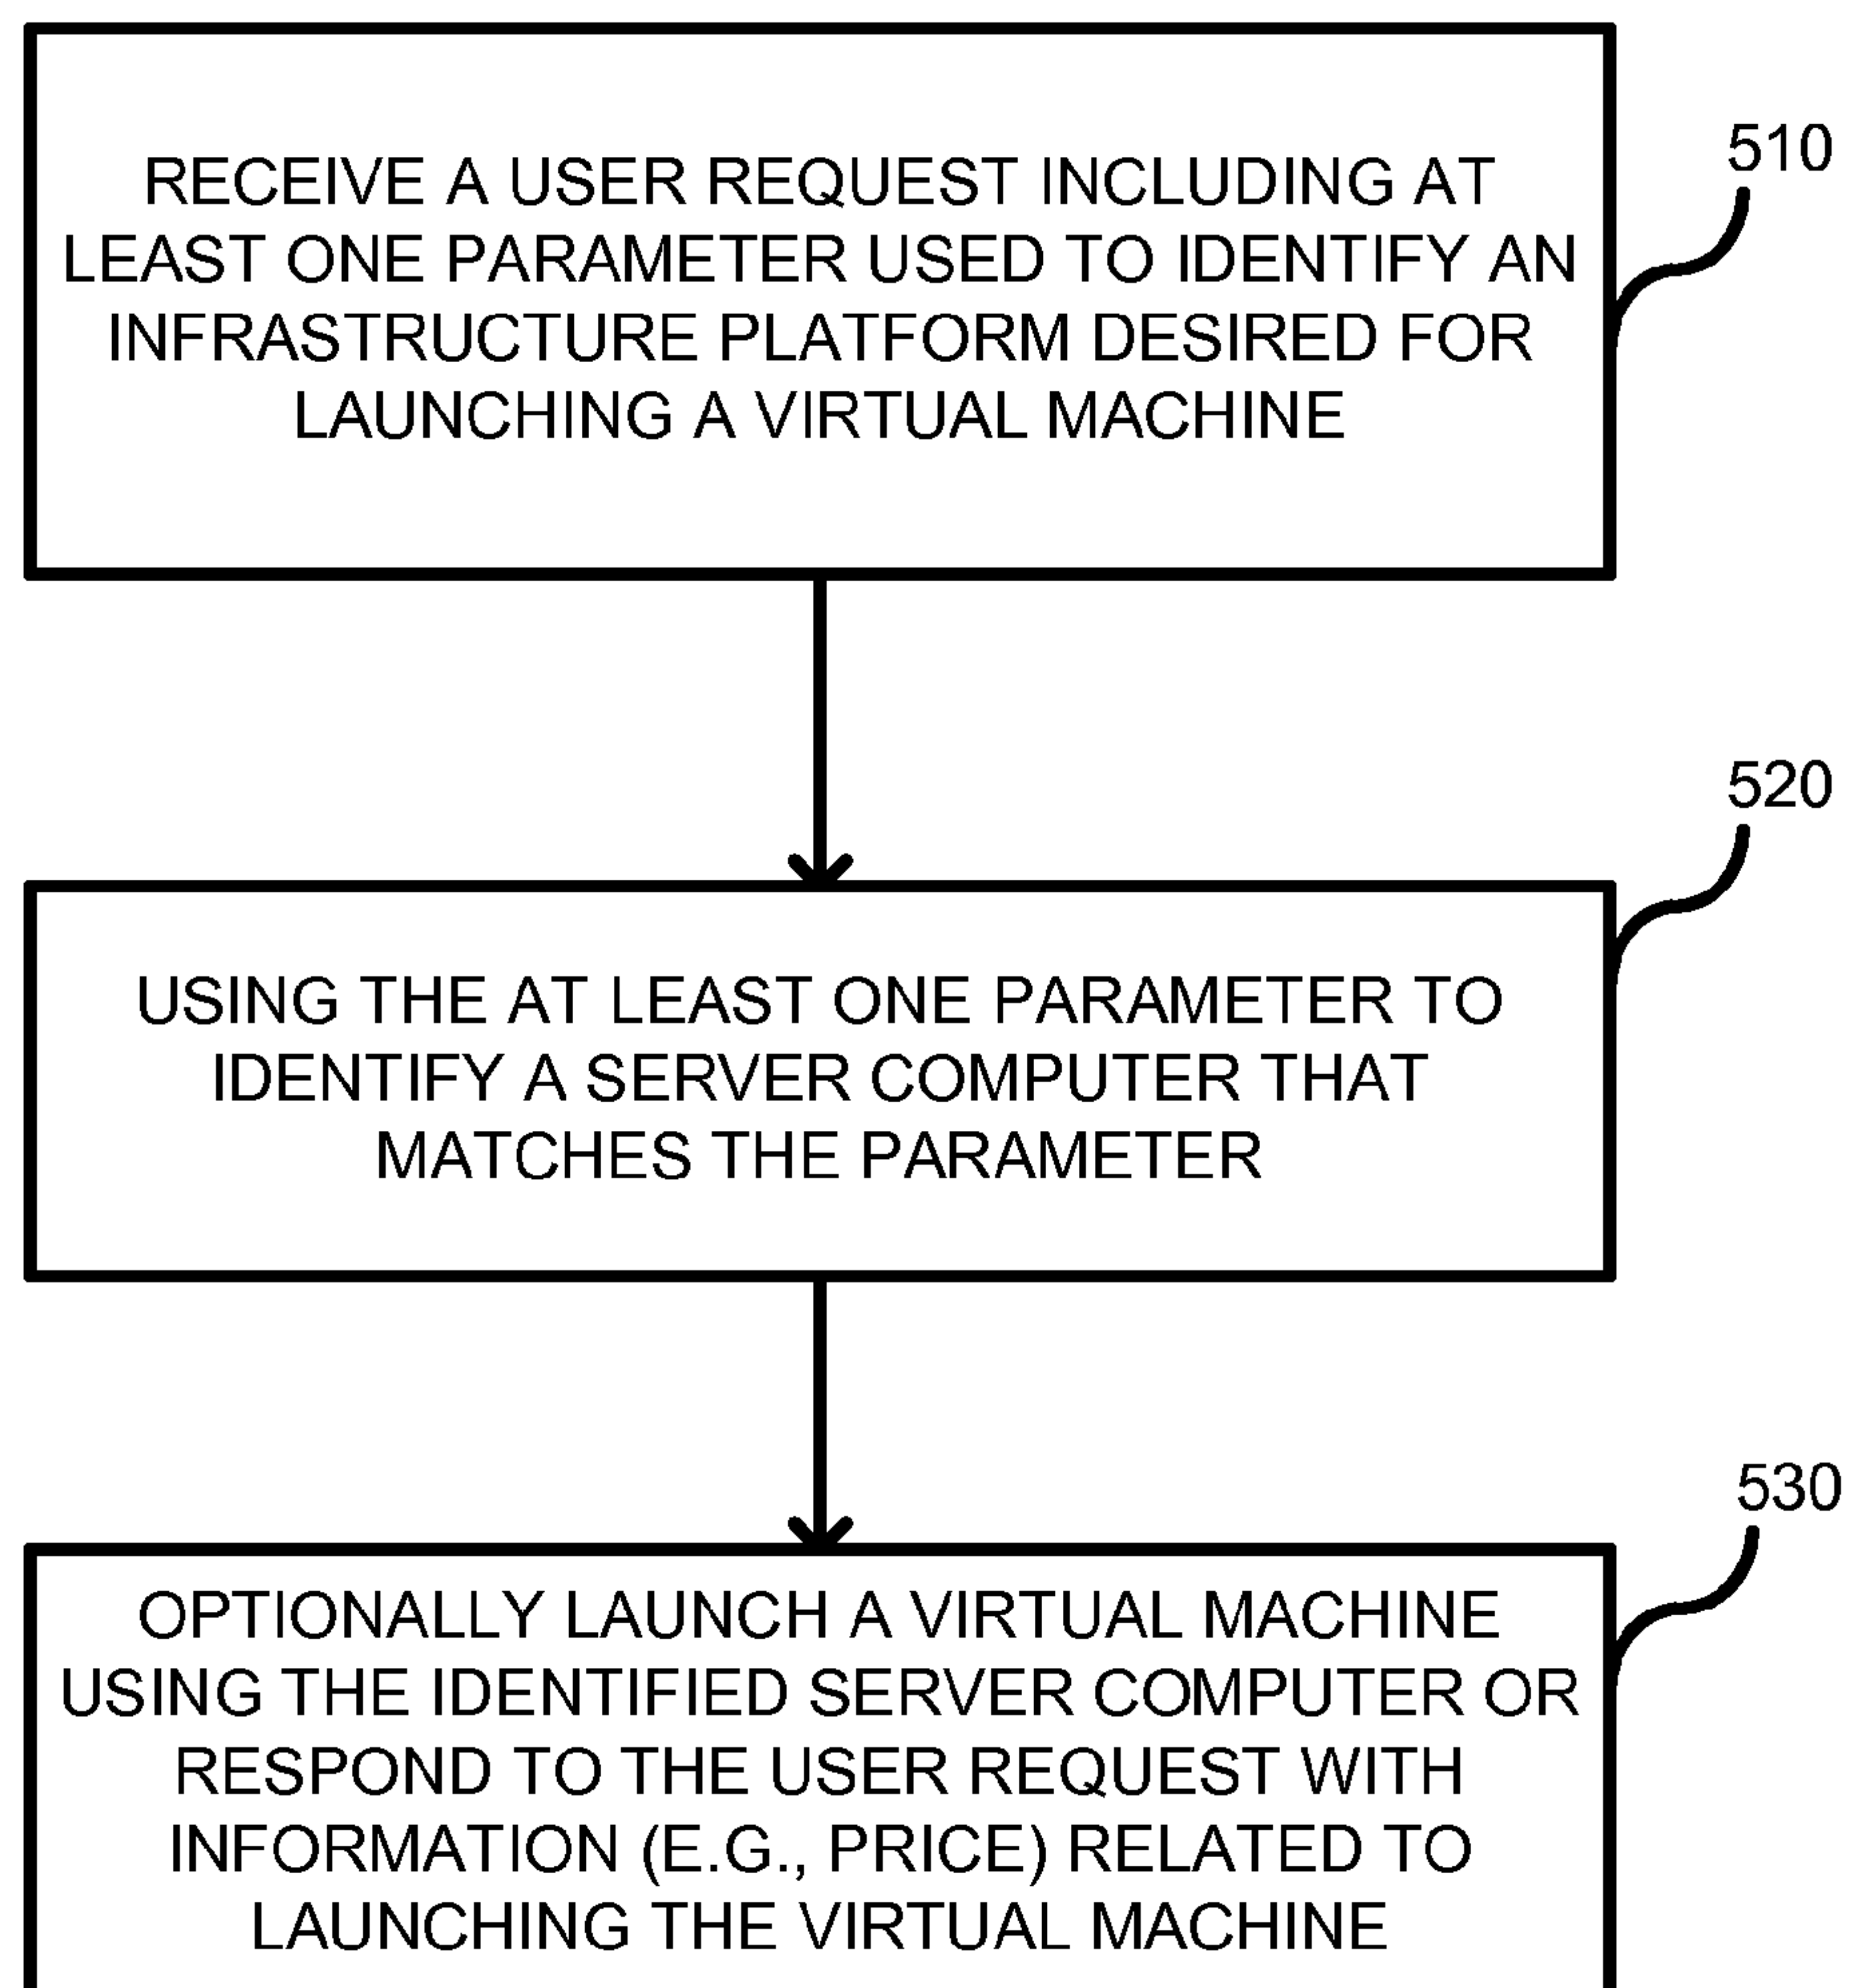 510
RECEIVE A USER REQUEST INCLUDING AT
LEAST ONE PARAMETER USED TO IDENTIFY AN
INFRASTRUCTURE PLATFORM DESIRED FOR
LAUNCHING A VIRTUAL MACHINE
520
USING THE AT LEAST ONE PARAMETER TO
IDENTIFY A SERVER COMPUTER THAT
MATCHES THE PARAMETER
530
OPTIONALLY LAUNCH A VIRTUAL MACHINE
USING THE IDENTIFIED SERVER COMPUTER OR
RESPOND TO THE USER REQUEST WITH
INFORMATION (E.G., PRICE) RELATED TO
LAUNCHING THE VIRTUAL MACHINE